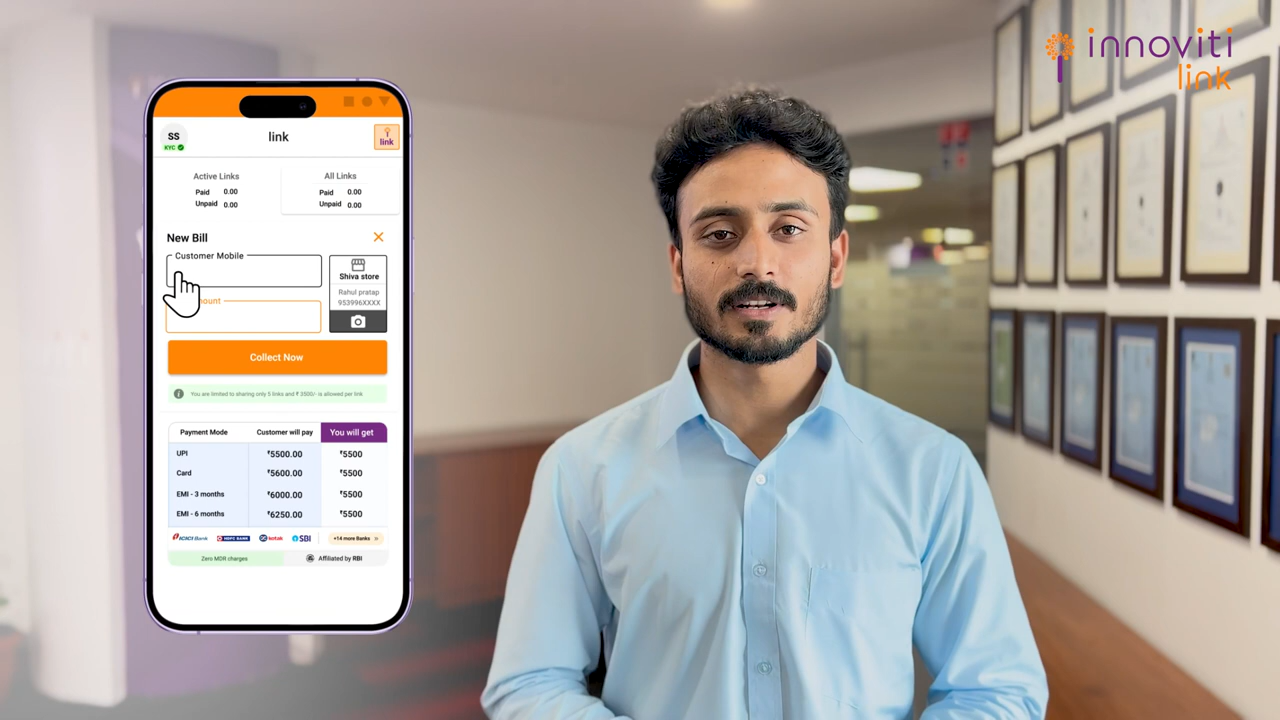 innoviti
link
SS
KYC
link
link
Active Links
Paid 0.00
Unpaid 0.00
All Links
Paid 0.00
Unpaid 0.00
New Bill
Customer Mobile
ount
Shiva store
Rahul pratap
953996XXXX
Collect Now
You are limited to sharing only 5 links and ₹ 3500/- is allowed per link
Payment Mode Customer will pay You will get
UPI ₹5500.00 ₹5500
Card ₹5600.00 ₹5500
EMI - 3 months ₹6000.00 ₹5500
EMI - 6 months ₹6250.00 ₹5500
ICICI Bank HDFC BANK kotak SBI +14 more Banks >>
Zero MDR charges Affiliated by RBI